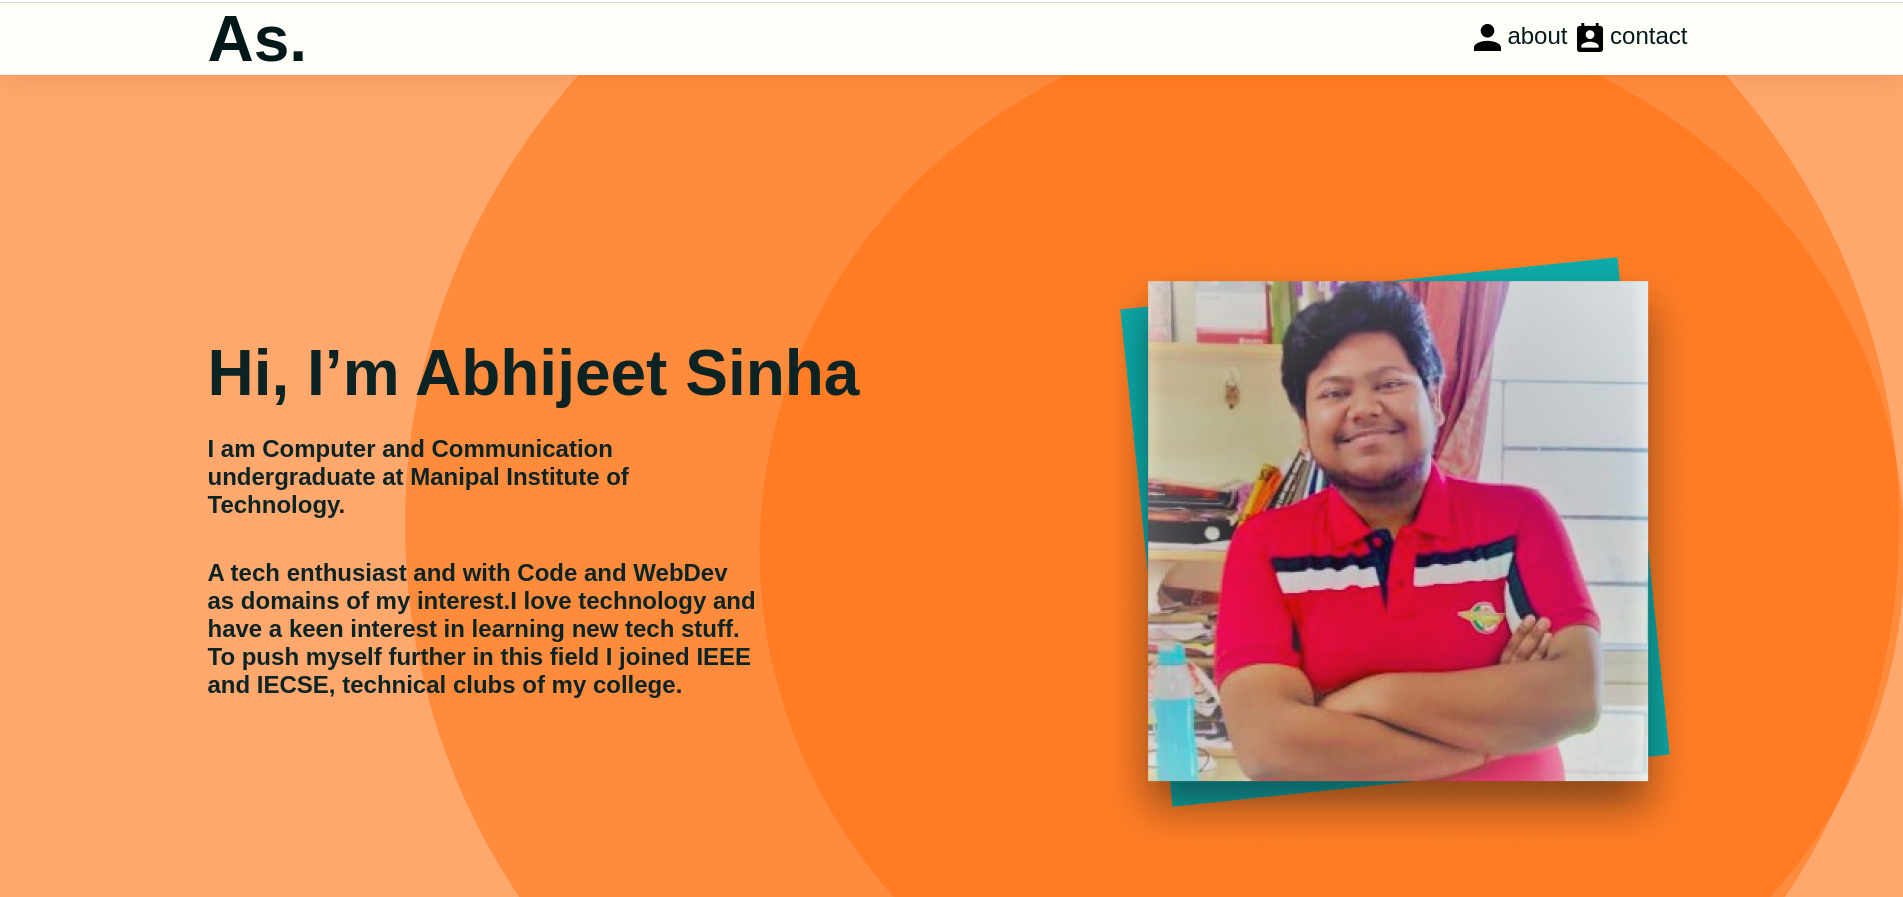 As.
about contact
Hi, I’m Abhijeet Sinha
I am Computer and Communication
undergraduate at Manipal Institute of
Technology.
A tech enthusiast and with Code and WebDev
as domains of my interest.I love technology and
have a keen interest in learning new tech stuff.
To push myself further in this field I joined IEEE
and IECSE, technical clubs of my college.